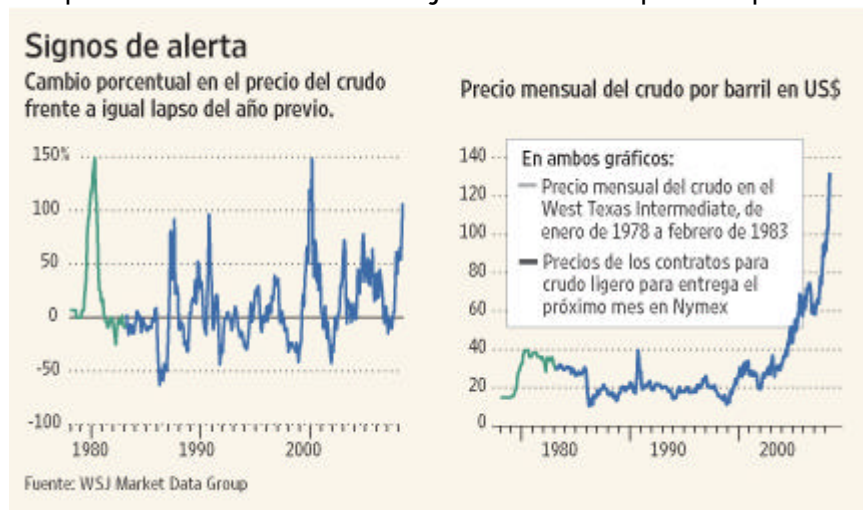 Signos de alerta
Cambio porcentual en el precio del crudo
frente a igual lapso del año previo.
150%
100
50
0
-50
-100
1980
1990
2000
Fuente: WSJ Market Data Group
Precio mensual del crudo por barril en US$
140
120
100
80
60
40
20
0
1980
1990
2000
En ambos gráficos:
Precio mensual del crudo en el
West Texas Intermediate, de
enero de 1978 a febrero de 1983
Precios de los contratos para
crudo ligero para entrega el
próximo mes en Nymex